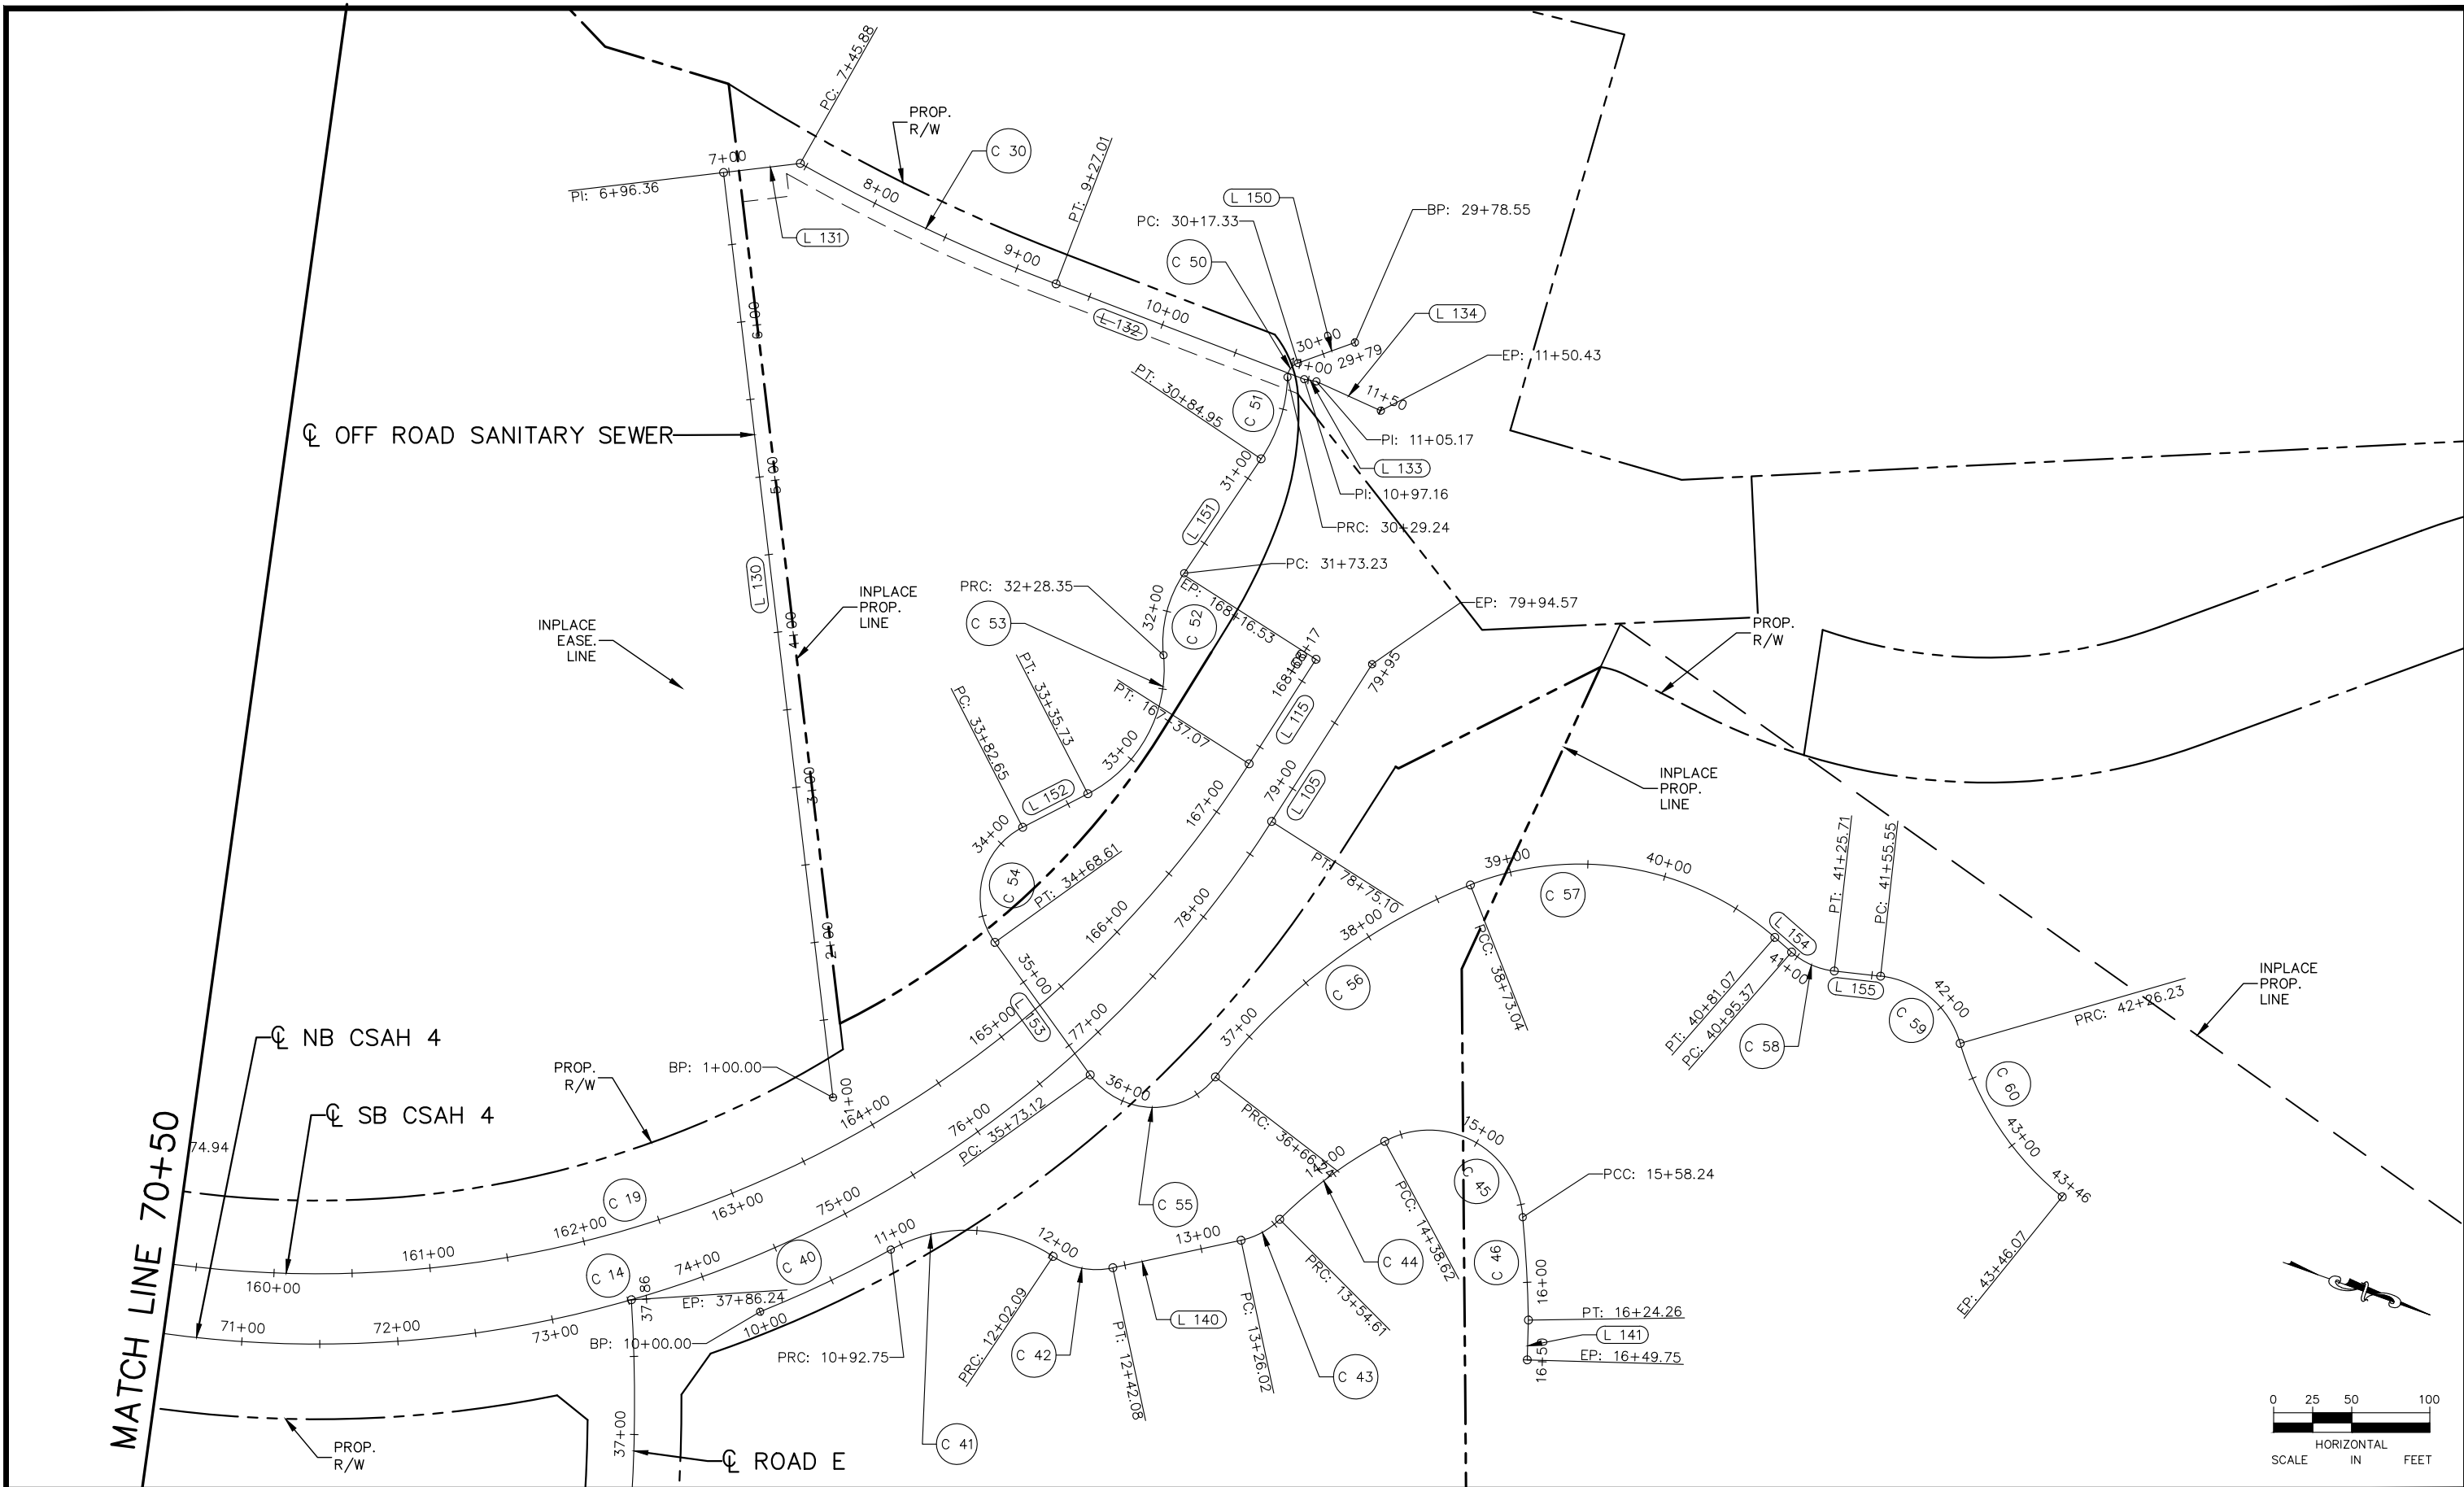 PC: 7+45.88
PROP.
R/W
C 30
7+00
PI: 6+96.36
8+00
L 131
PT: 9+27.01
9+00
L 150
PC: 30+17.33
BP: 29+78.55
C 50
10+00
L 132
L 134
30+00
29+79
EP: 11+50.43
11+50
6+00
PT: 30+84.95
C 51
PI: 11+05.17
L 133
PI: 10+97.16
PRC: 30+29.24
℄ OFF ROAD SANITARY SEWER
5+00
31+00
L 151
PC: 31+73.23
L 130
PRC: 32+28.35
32+00
C 52
EP: 168+16.53
EP: 79+94.57
INPLACE
PROP.
LINE
4+00
INPLACE
EASE.
LINE
C 53
168+17
168+00
79+95
PROP.
R/W
PT: 33+35.73
PC: 33+82.65
PT: 167+37.07
L 115
3+00
33+00
INPLACE
PROP.
LINE
L 152
79+00
L 105
167+00
34+00
C 54
PT: 34+68.61
PT: 78+75.10
39+00
40+00
C 57
PT: 41+25.71
PC: 41+55.55
2+00
166+00
78+00
38+00
PCC: 38+73.04
L 154
41+00
L 155
35+00
L 153
C 56
PT: 40+81.07
PC: 40+95.37
C 58
C 59
42+00
PRC: 42+26.23
INPLACE
PROP.
LINE
165+00
77+00
37+00
℄ NB CSAH 4
PROP.
R/W
BP: 1+00.00
1+00
36+00
C 60
℄ SB CSAH 4
164+00
76+00
PC: 35+73.12
PRC: 36+66.24
14+00
15+00
43+00
74.94
MATCH LINE 70+50
C 19
163+00
75+00
C 55
C 45
PCC: 15+58.24
43+46
162+00
11+00
12+00
13+00
PCC: 14+38.62
161+00
160+00
C 14
74+00
C 40
C 44
C 46
16+00
EP: 43+46.07
37+86
EP: 37+86.24
PRC: 12+02.09
PRC: 13+54.61
71+00
72+00
73+00
10+00
BP: 10+00.00
PRC: 10+92.75
C 42
PT: 12+42.08
L 140
PC: 13+26.02
C 43
PT: 16+24.26
L 141
EP: 16+49.75
16+50
37+00
C 41
PROP.
R/W
℄ ROAD E
0 25 50 100
HORIZONTAL
SCALE IN FEET